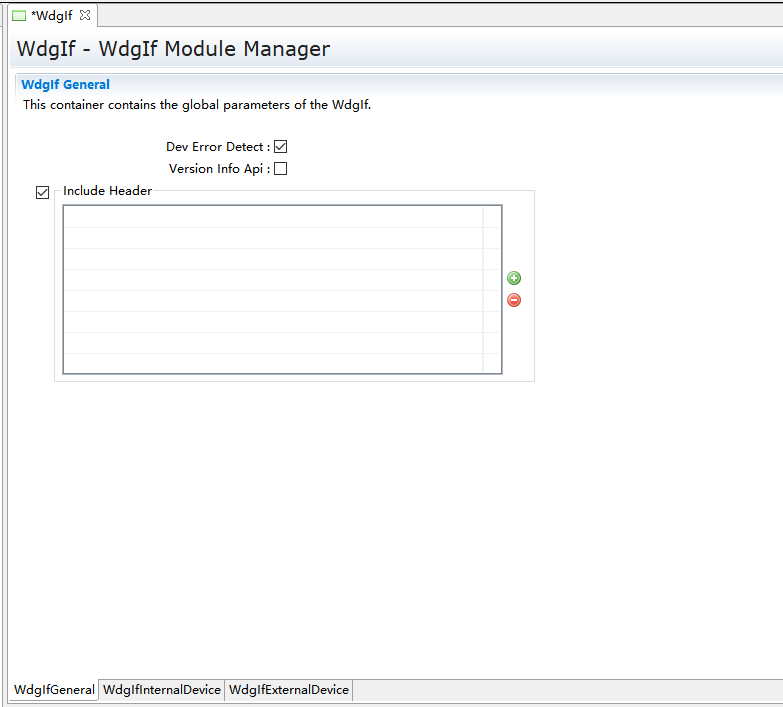 *WdgIf
WdgIf - WdgIf Module Manager
WdgIf General
This container contains the global parameters of the WdgIf.
Dev Error Detect :
Version Info Api :
Include Header
WdgIfGeneral WdgIfInternalDevice WdgIfExternalDevice